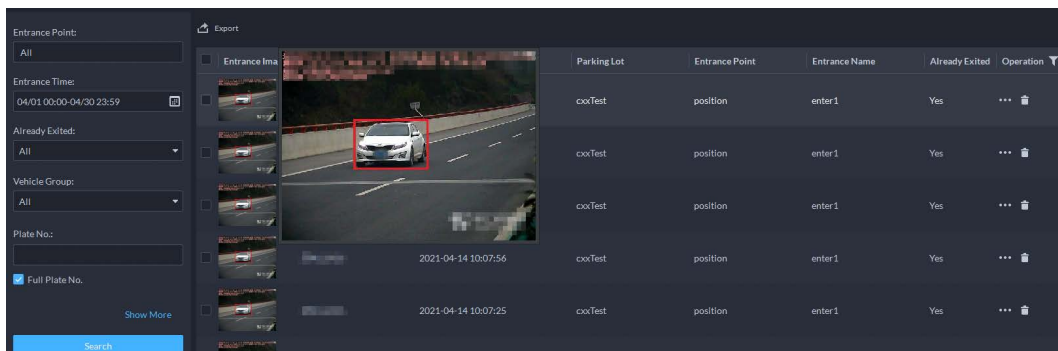 Entrance Point:
All
Entrance Time:
04/01 00:00-04/30 23:59
Already Exited:
All
Vehicle Group:
All
Plate No.:
Full Plate No.
Show More
Search
Export
Entrance Ima Parking Lot Entrance Point Entrance Name Already Exited Operation
cxxTest position enter1 Yes
cxxTest position enter1 Yes
cxxTest position enter1 Yes
2021-04-14 10:07:56 cxxTest position enter1 Yes
2021-04-14 10:07:25 cxxTest position enter1 Yes